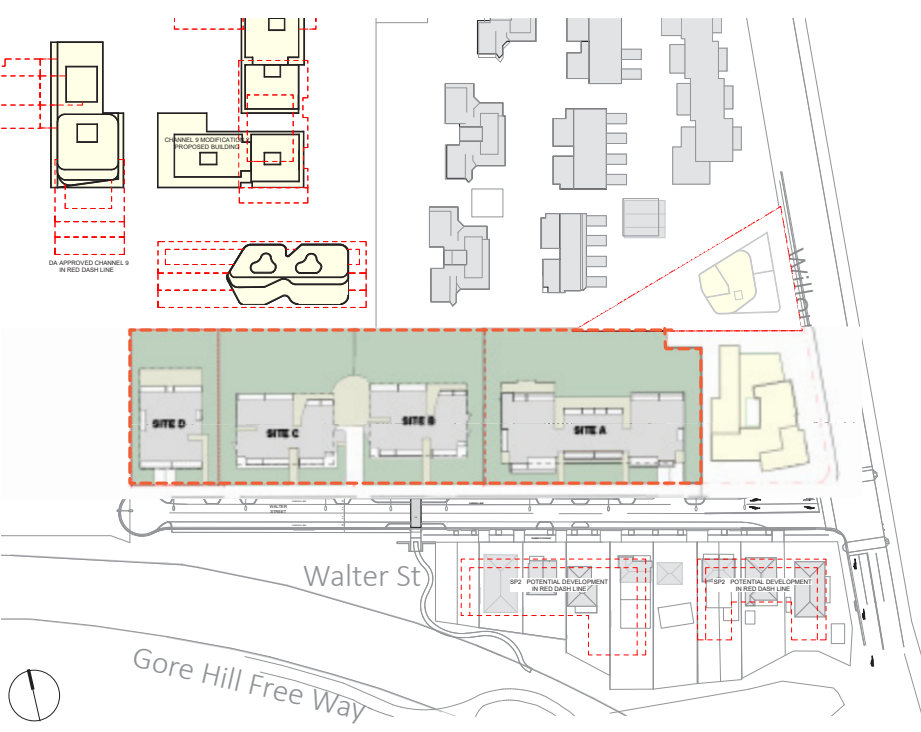 CHANNEL 9 MODIFICATION
PROPOSED BUILDING
DA APPROVED CHANNEL 9
IN RED DASH LINE
SITE D
SITE C
SITE B
SITE A
WALTER
STREET
Walter St
SP2 POTENTIAL DEVELOPMENT
IN RED DASH LINE
SP2 POTENTIAL DEVELOPMENT
IN RED DASH LINE
Gore Hill Free Way